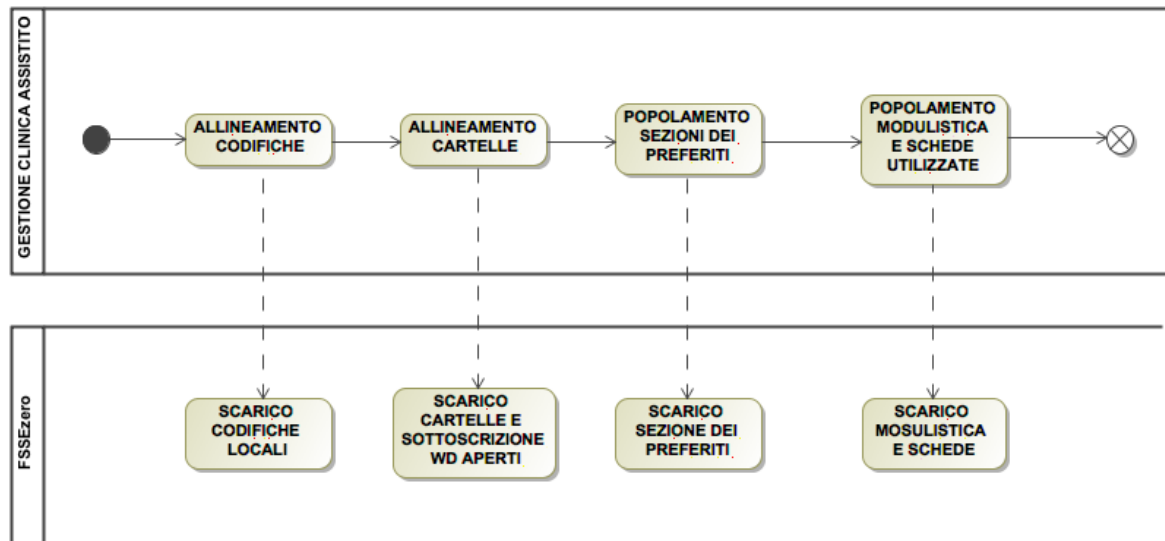 GESTIONE CLINICA ASSISTITO
ALLINEAMENTO
CODIFICHE
ALLINEAMENTO
CARTELLE
POPOLAMENTO
SEZIONI DEI
PREFERITI
POPOLAMENTO
MODULISTICA
E SCHEDE
UTILIZZATE
FSSEzero
SCARICO
CODIFICHE
LOCALI
SCARICO
CARTELLE E
SOTTOSCRIZIONE
WD APERTI
SCARICO
SEZIONE DEI
PREFERITI
SCARICO
MOSULISTICA
E SCHEDE